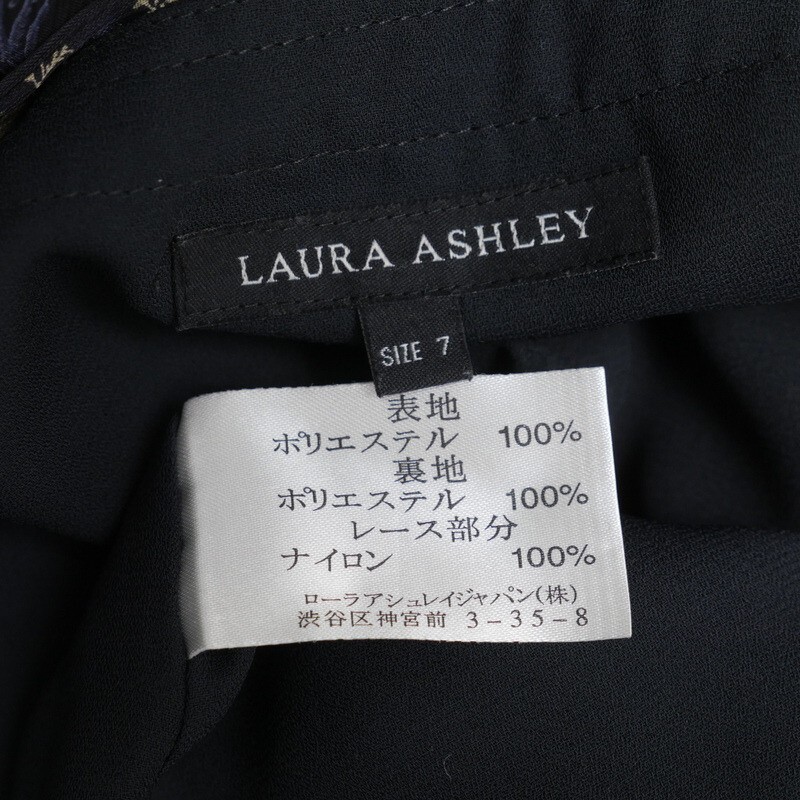 LAURA ASHLEY
SIZE 7
表地
ポリエステル 100%
裏地
ポリエステル 100%
レース部分
ナイロン 100%
ローラアシュレイジャパン(株)
渋谷区神宮前 3-35-8